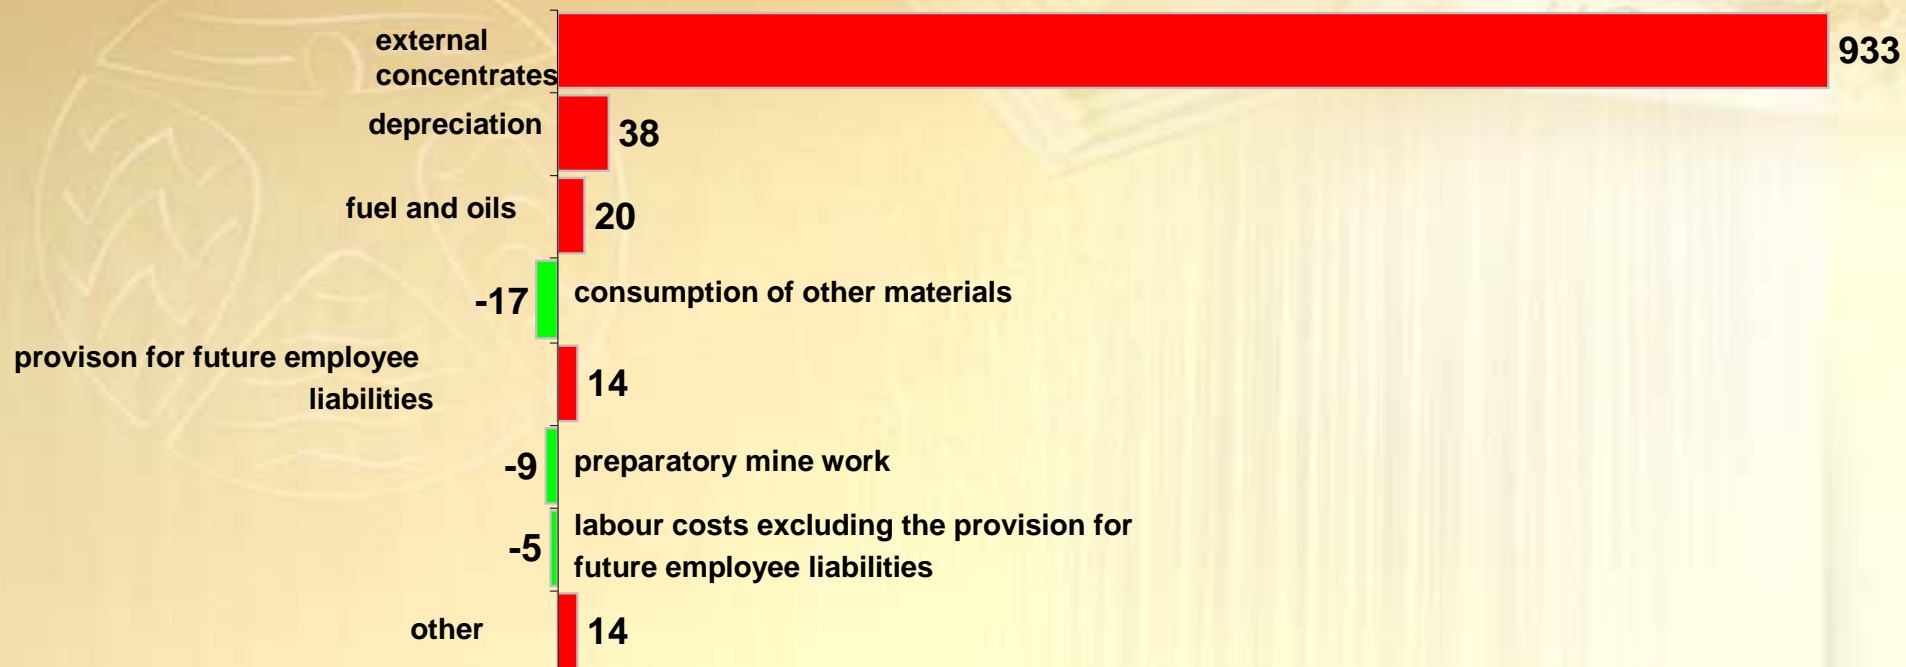 external
concentrates
933
depreciation
38
fuel and oils
20
-17
consumption of other materials
provison for future employee
liabilities
14
-9
preparatory mine work
-5
labour costs excluding the provision for
future employee liabilities
other
14